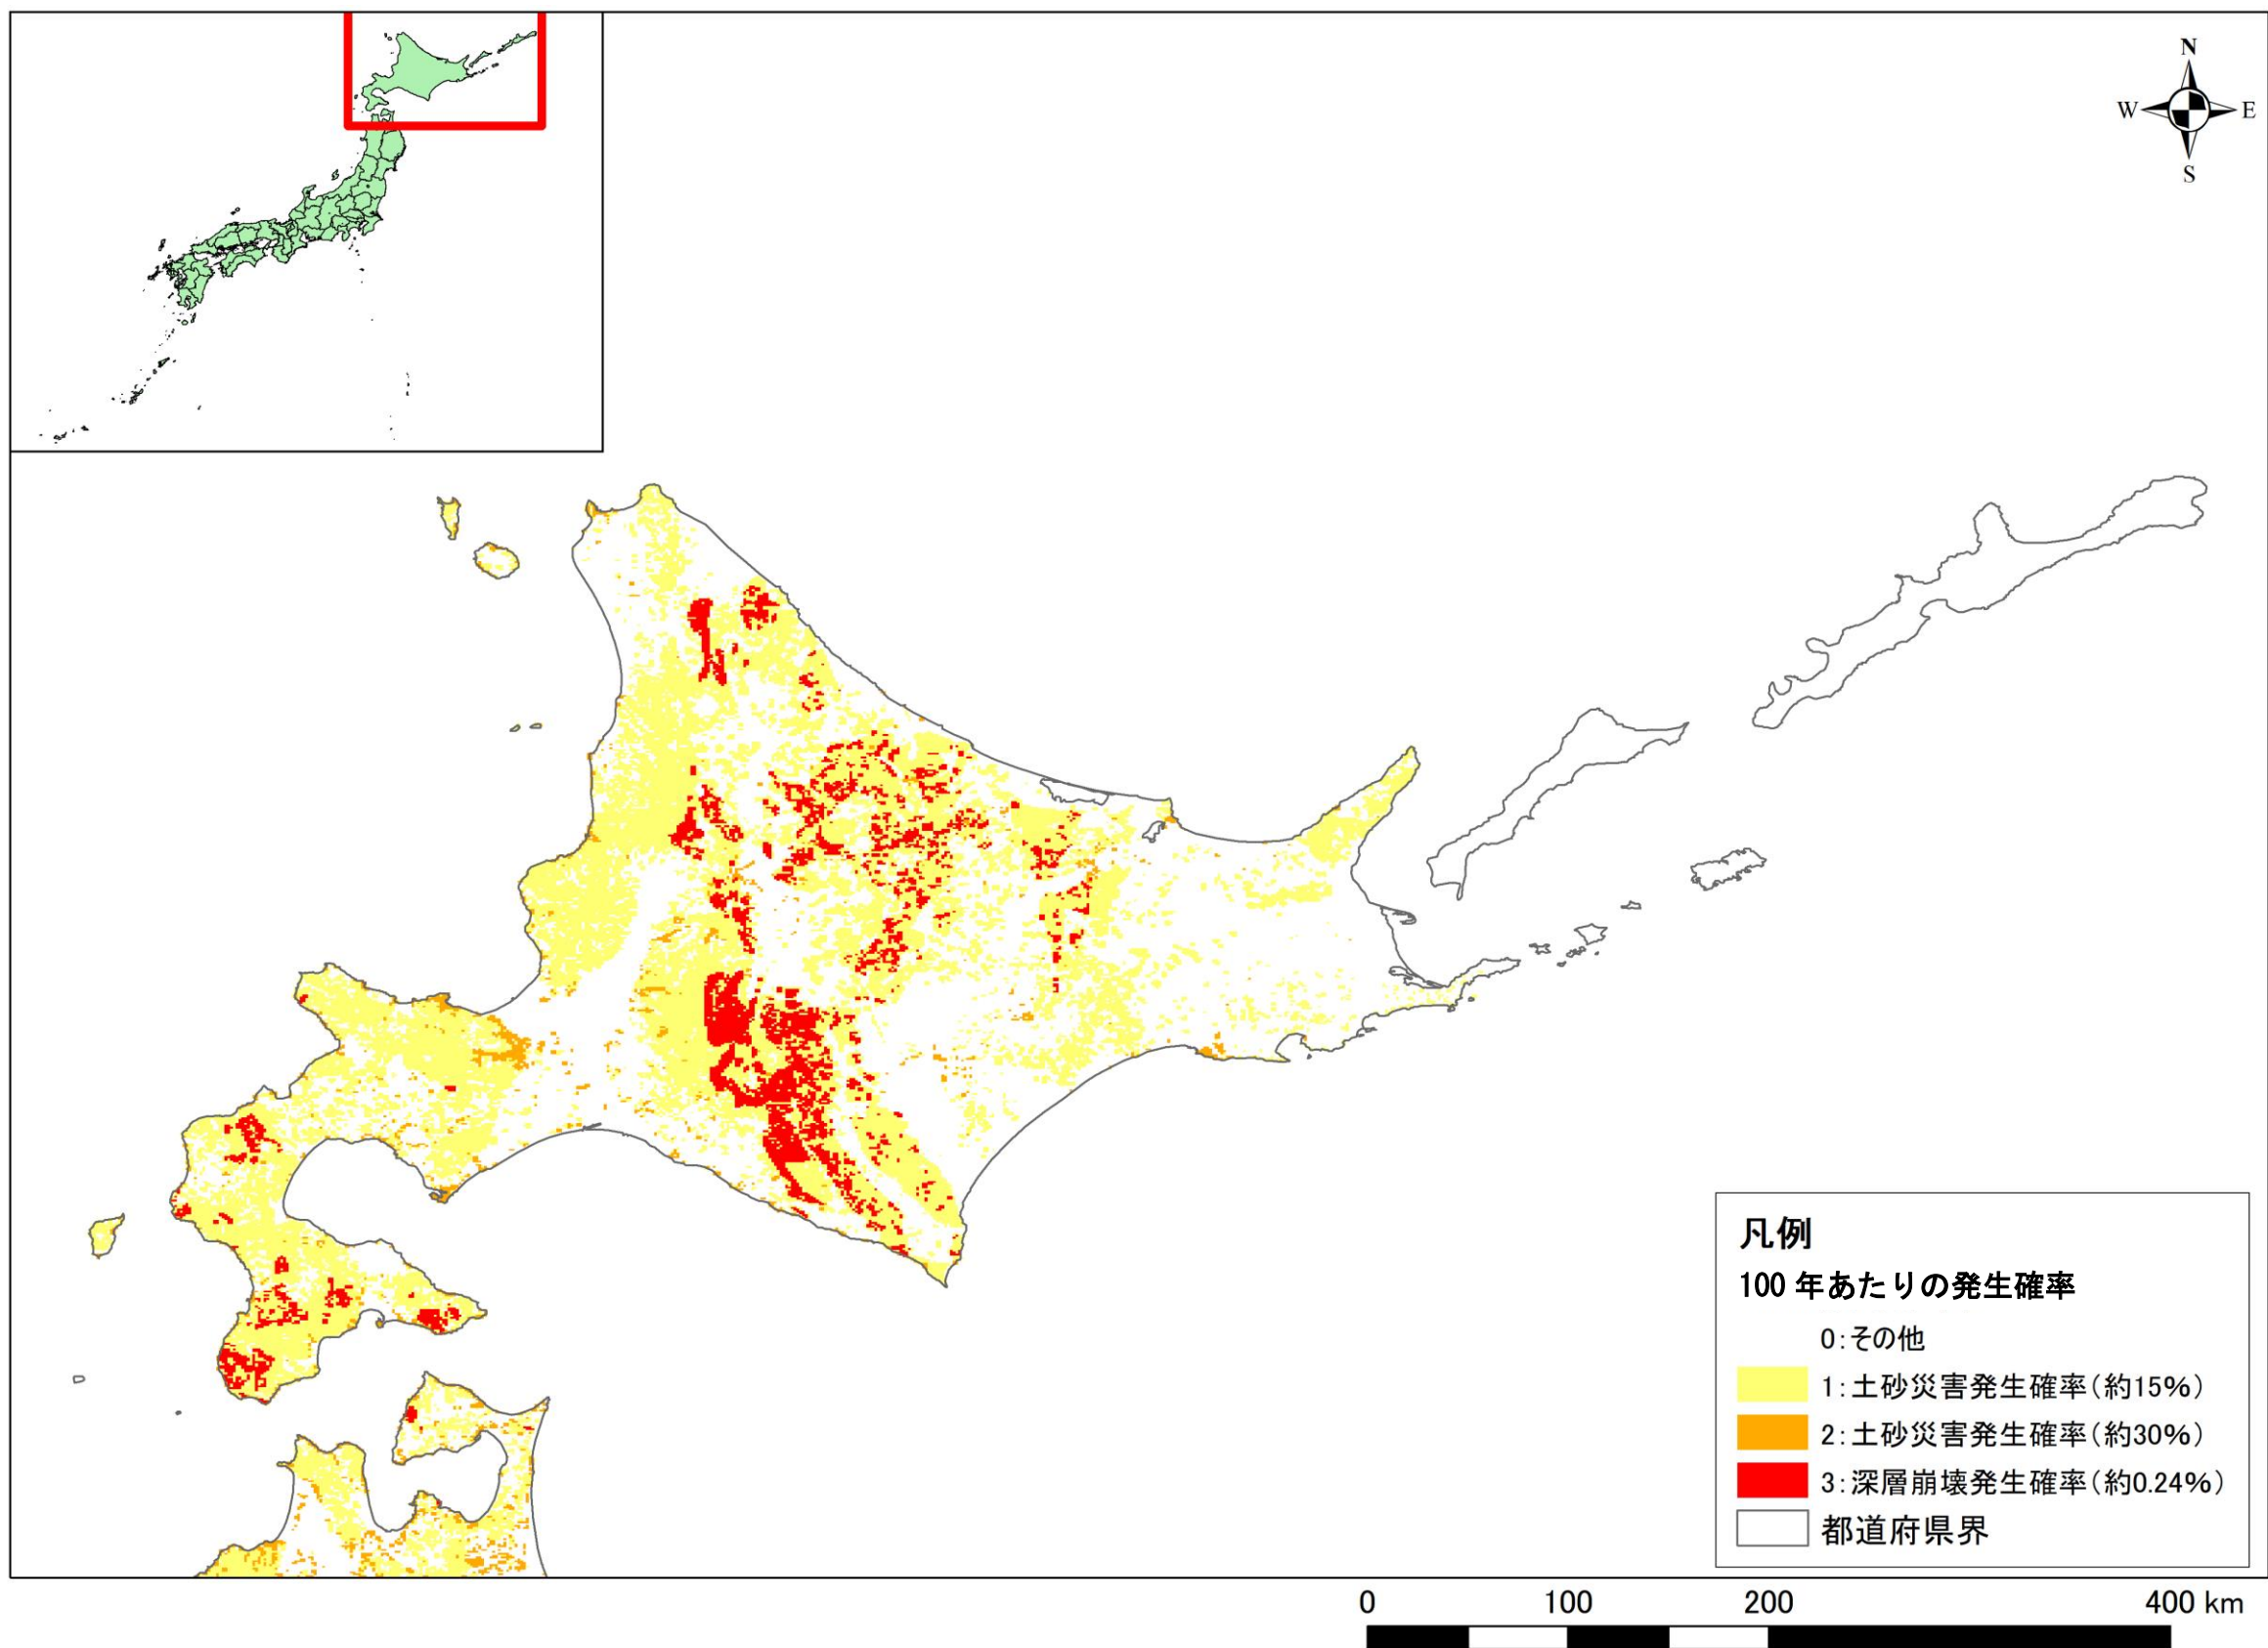 N
W E
S
凡例
100 年あたりの発生確率
0:その他
1:土砂災害発生確率(約15%)
2:土砂災害発生確率(約30%)
3:深層崩壊発生確率(約0.24%)
都道府県界
0 100 200 400 km